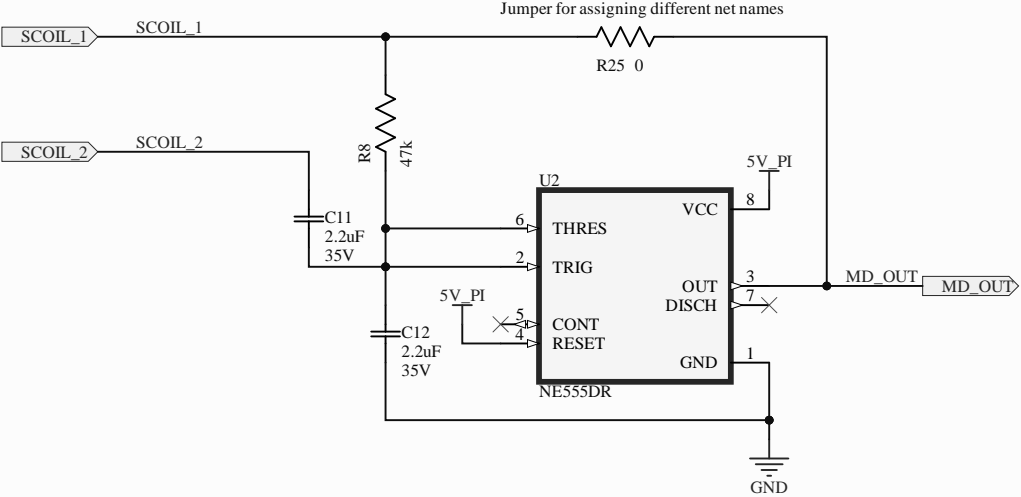 Jumper for assigning different net names
SCOIL_1
SCOIL_1
R25 0
R8
47k
SCOIL_2
SCOIL_2
C11
2.2uF
35V
U2
5V_PI
VCC
8
6
THRES
2
TRIG
OUT
3
MD_OUT
MD_OUT
DISCH
7
5V_PI
5
CONT
4
RESET
C12
2.2uF
35V
GND
1
NE555DR
GND